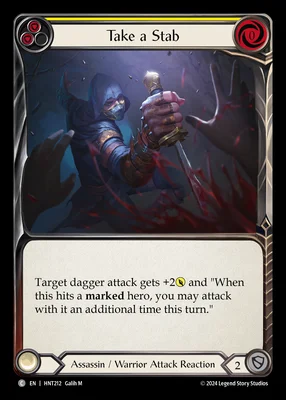 Take a Stab
0
Target dagger attack gets +2 and "When
this hits a marked hero, you may attack
with it an additional time this turn."
Assassin / Warrior Attack Reaction
2
C EN | HNT212 Galih M
© 2024 Legend Story Studios